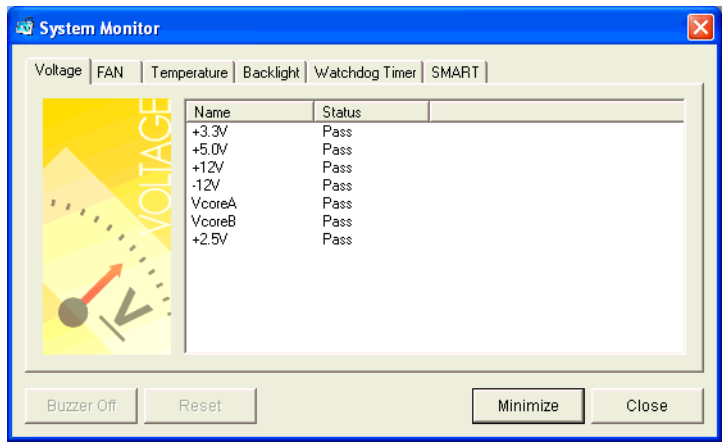 System Monitor
Voltage FAN Temperature Backlight Watchdog Timer SMART
VOLTAGE
V
Name Status
+3.3V Pass
+5.0V Pass
+12V Pass
-12V Pass
VcoreA Pass
VcoreB Pass
+2.5V Pass
Buzzer Off Reset Minimize Close